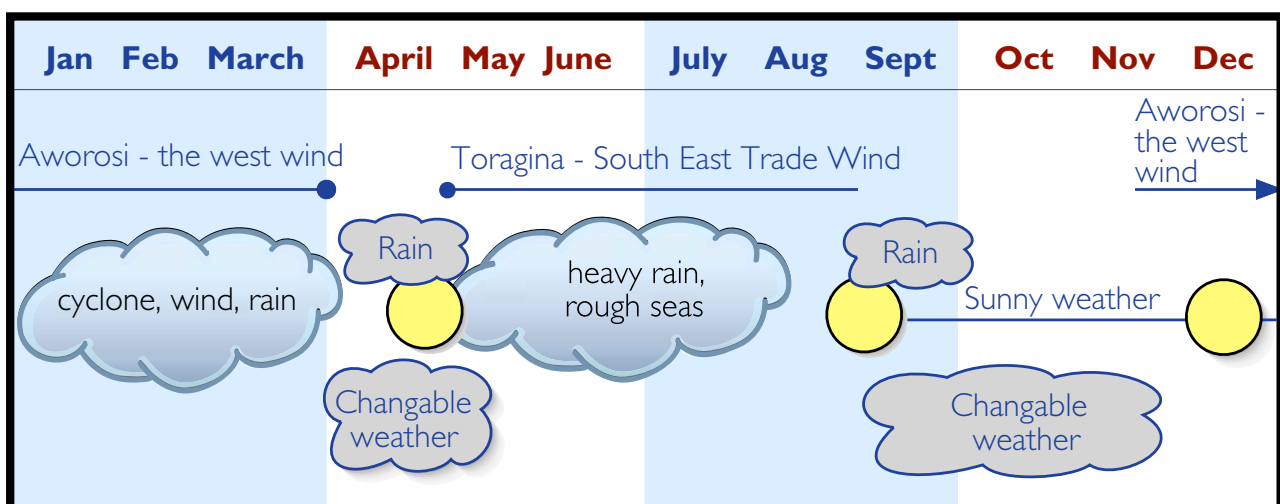 Jan Feb March April May June July Aug Sept Oct Nov Dec
Aworosi - the west wind
Toragina - South East Trade Wind
Aworosi -
the west
wind
cyclone, wind, rain
Rain
heavy rain,
rough seas
Rain
Sunny weather
Changable
weather
Changable
weather